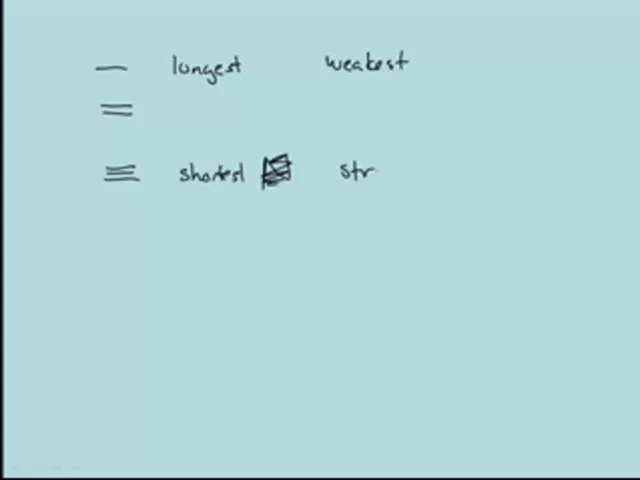 — longest weakest
=
≡ shortest str